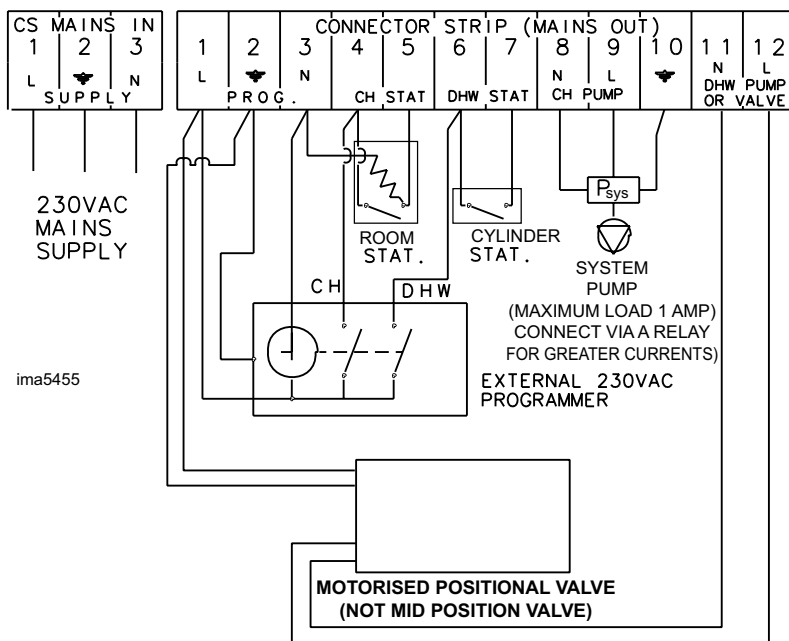 CS MAINS IN
1 2 3
L N
SUPPLY
CONNECTOR STRIP (MAINS OUT)
1 2 3 4 5 6 7 8 9 10 11 12
L N N L N L
PROG. CH STAT DHW STAT CH PUMP DHW PUMP
OR VALVE
230VAC
MAINS
SUPPLY
ROOM
STAT.
CYLINDER
STAT.
Psys
SYSTEM
PUMP
(MAXIMUM LOAD 1 AMP)
CONNECT VIA A RELAY
FOR GREATER CURRENTS)
CH DHW
ima5455
EXTERNAL 230VAC
PROGRAMMER
MOTORISED POSITIONAL VALVE
(NOT MID POSITION VALVE)